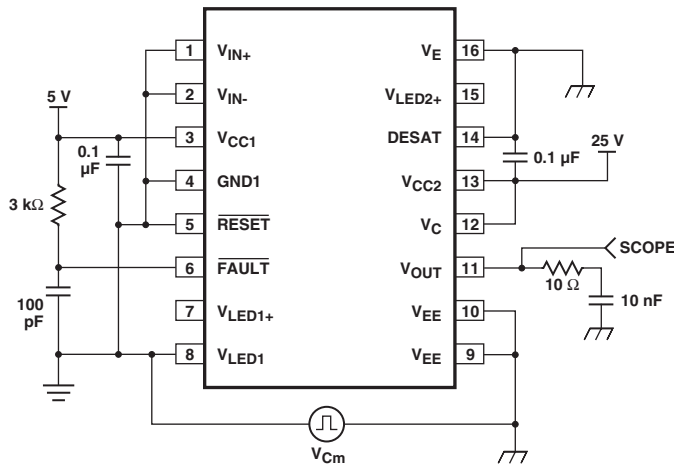 1 V_IN+
2 V_IN-
3 V_CC1
4 GND1
5 RESET
6 FAULT
7 V_LED1+
8 V_LED1
V_E 16
V_LED2+ 15
DESAT 14
V_CC2 13
V_C 12
V_OUT 11
V_EE 10
V_EE 9
5 V
0.1
µF
3 kΩ
100
pF
0.1 µF
25 V
SCOPE
10 Ω
10 nF
V_Cm